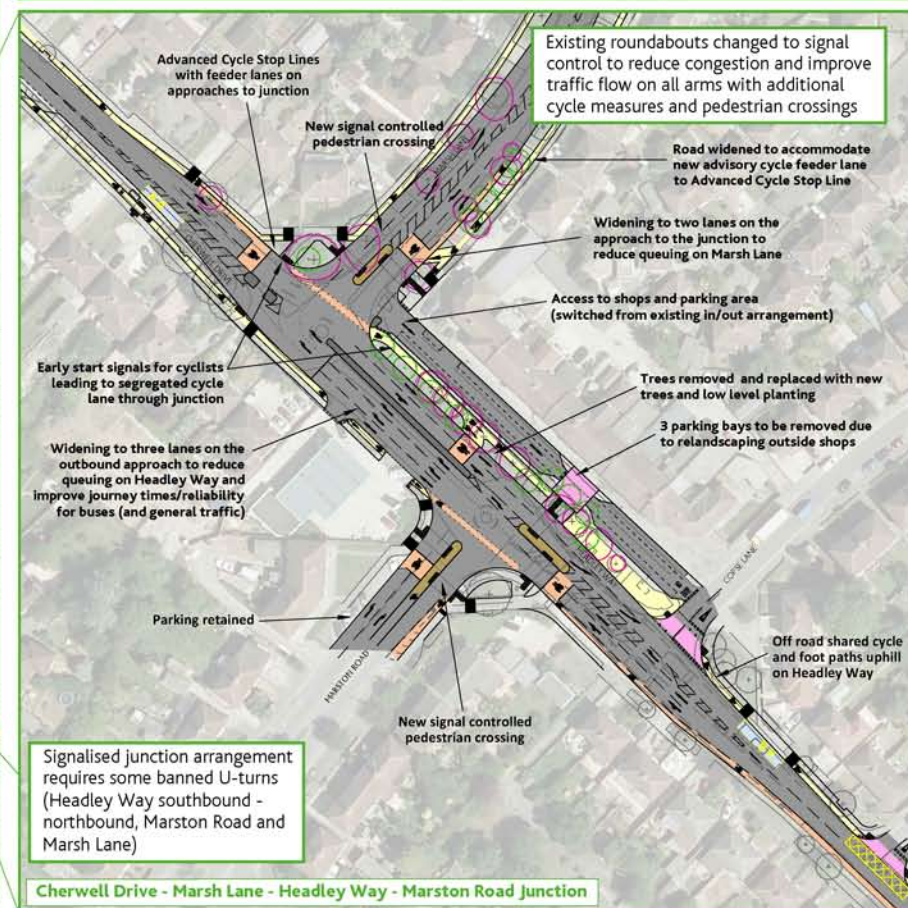 Existing roundabouts changed to signal
control to reduce congestion and improve
traffic flow on all arms with additional
cycle measures and pedestrian crossings
Advanced Cycle Stop Lines
with feeder lanes on
approaches to junction
New signal controlled
pedestrian crossing
Road widened to accommodate
new advisory cycle feeder lane
to Advanced Cycle Stop Line
Widening to two lanes on the
approach to the junction to
reduce queuing on Marsh Lane
Access to shops and parking area
(switched from existing in/out arrangement)
Early start signals for cyclists
leading to segregated cycle
lane through junction
Trees removed and replaced with new
trees and low level planting
3 parking bays to be removed due
to relandscaping outside shops
Widening to three lanes on the
outbound approach to reduce
queuing on Headley Way and
improve journey times/reliability
for buses (and general traffic)
CHERWELL DRIVE
COPSE LANE
Parking retained
MARSTON ROAD
Off road shared cycle
and foot paths uphill
on Headley Way
New signal controlled
pedestrian crossing
Signalised junction arrangement
requires some banned U-turns
(Headley Way southbound -
northbound, Marston Road and
Marsh Lane)
Cherwell Drive - Marsh Lane - Headley Way - Marston Road Junction